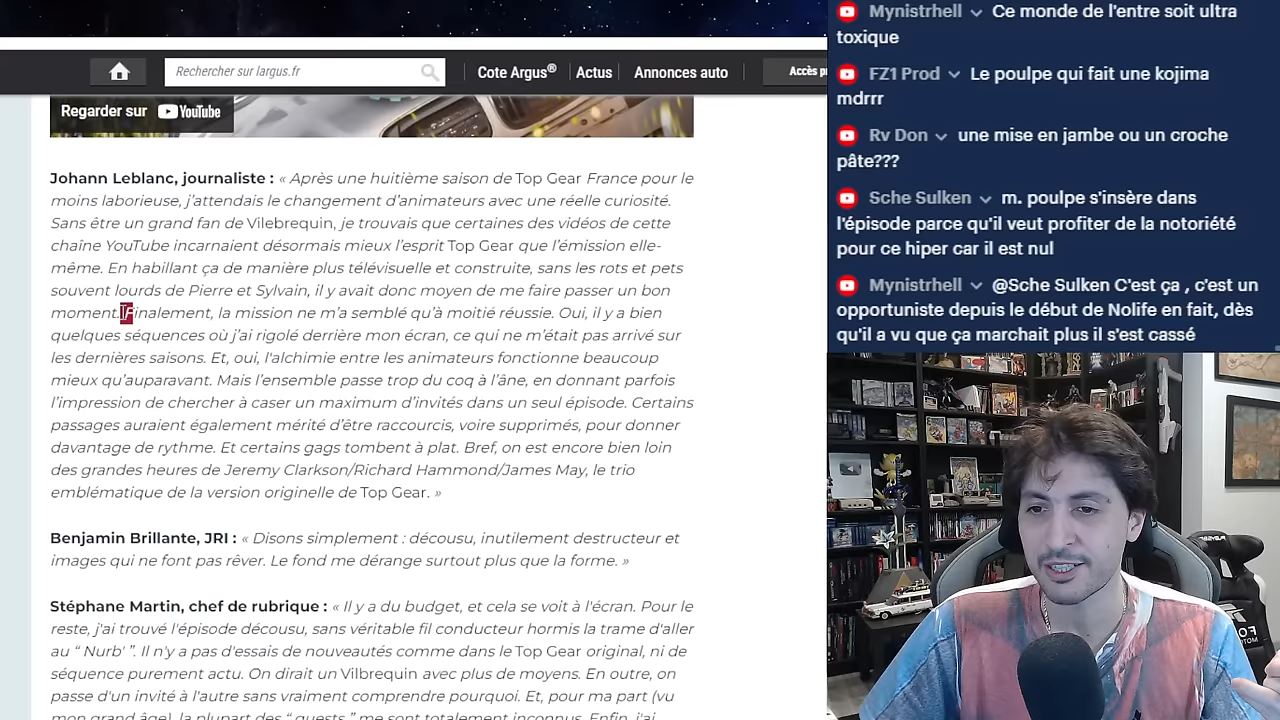 Rechercher sur largus.fr
Cote Argus®
Actus
Annonces auto
Accès
Regarder sur YouTube
Johann Leblanc, journaliste : « Après une huitième saison de Top Gear France pour le
moins laborieuse, j’attendais le changement d’animateurs avec une réelle curiosité.
Sans être un grand fan de Vilebrequin, je trouvais que certaines des vidéos de cette
chaîne YouTube incarnaient désormais mieux l’esprit Top Gear que l’émission elle-
même. En habillant ça de manière plus télévisuelle et construite, sans les rots et pets
souvent lourds de Pierre et Sylvain, il y avait donc moyen de me faire passer un bon
moment. Finalement, la mission ne m’a semblé qu’à moitié réussie. Oui, il y a bien
quelques séquences où j’ai rigolé derrière mon écran, ce qui ne m’était pas arrivé sur
les dernières saisons. Et, oui, l'alchimie entre les animateurs fonctionne beaucoup
mieux qu’auparavant. Mais l’ensemble passe trop du coq à l’âne, en donnant parfois
l’impression de chercher à caser un maximum d’invités dans un seul épisode. Certains
passages auraient également mérité d’être raccourcis, voire supprimés, pour donner
davantage de rythme. Et certains gags tombent à plat. Bref, on est encore bien loin
des grandes heures de Jeremy Clarkson/Richard Hammond/James May, le trio
emblématique de la version originelle de Top Gear. »
Benjamin Brillante, JRI : « Disons simplement : décousu, inutilement destructeur et
images qui ne font pas rêver. Le fond me dérange surtout plus que la forme. »
Stéphane Martin, chef de rubrique : « Il y a du budget, et cela se voit à l'écran. Pour le
reste, j'ai trouvé l'épisode décousu, sans véritable fil conducteur hormis la trame d'aller
au “ Nurb' ”. Il n'y a pas d'essais de nouveautés comme dans le Top Gear original, ni de
séquence purement actu. On dirait un Vilbrequin avec plus de moyens. En outre, on
passe d'un invité à l'autre sans vraiment comprendre pourquoi. Et, pour ma part (vu
mon grand âge), la plupart des “ guests ” me sont totalement inconnus. Enfin, j'ai
Mynistrhell Ce monde de l'entre soit ultra
toxique
FZ1 Prod Le poulpe qui fait une kojima
mdrrr
Rv Don une mise en jambe ou un croche
pâte???
Sche Sulken m. poulpe s'insère dans
l'épisode parce qu'il veut profiter de la notoriété
pour ce hiper car il est nul
Mynistrhell @Sche Sulken C'est ça , c'est un
opportuniste depuis le début de Nolife en fait, dès
qu'il a vu que ça marchait plus il s'est cassé